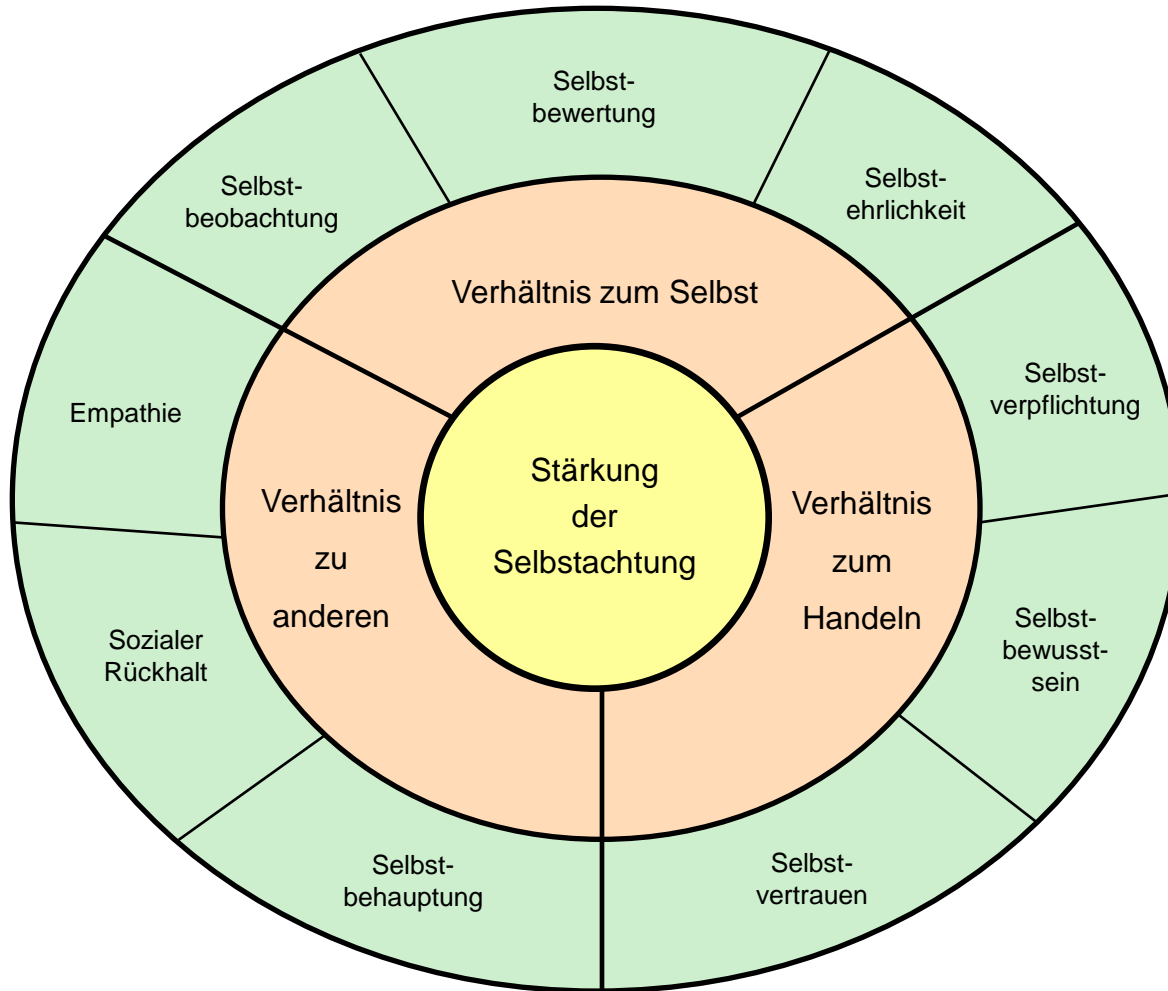 Selbst-
bewertung
Selbst-
beobachtung
Selbst-
ehrlichkeit
Verhältnis zum Selbst
Selbst-
verpflichtung
Empathie
Stärkung
der
Selbstachtung
Verhältnis
zu
anderen
Verhältnis
zum
Handeln
Sozialer
Rückhalt
Selbst-
bewusst-
sein
Selbst-
behauptung
Selbst-
vertrauen